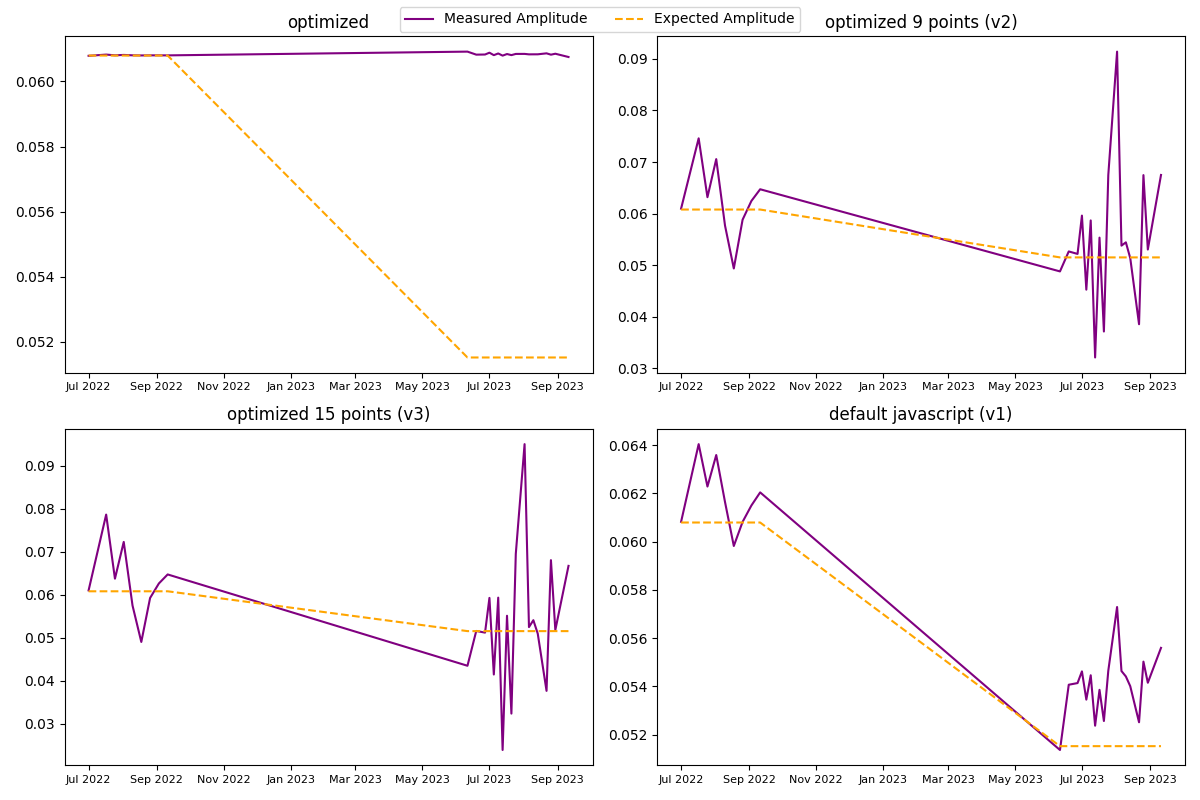 Measured Amplitude Expected Amplitude
optimized
0.060
0.058
0.056
0.054
0.052
Jul 2022 Sep 2022 Nov 2022 Jan 2023 Mar 2023 May 2023 Jul 2023 Sep 2023
optimized 9 points (v2)
0.09
0.08
0.07
0.06
0.05
0.04
0.03
Jul 2022 Sep 2022 Nov 2022 Jan 2023 Mar 2023 May 2023 Jul 2023 Sep 2023
optimized 15 points (v3)
0.09
0.08
0.07
0.06
0.05
0.04
0.03
Jul 2022 Sep 2022 Nov 2022 Jan 2023 Mar 2023 May 2023 Jul 2023 Sep 2023
default javascript (v1)
0.064
0.062
0.060
0.058
0.056
0.054
0.052
Jul 2022 Sep 2022 Nov 2022 Jan 2023 Mar 2023 May 2023 Jul 2023 Sep 2023